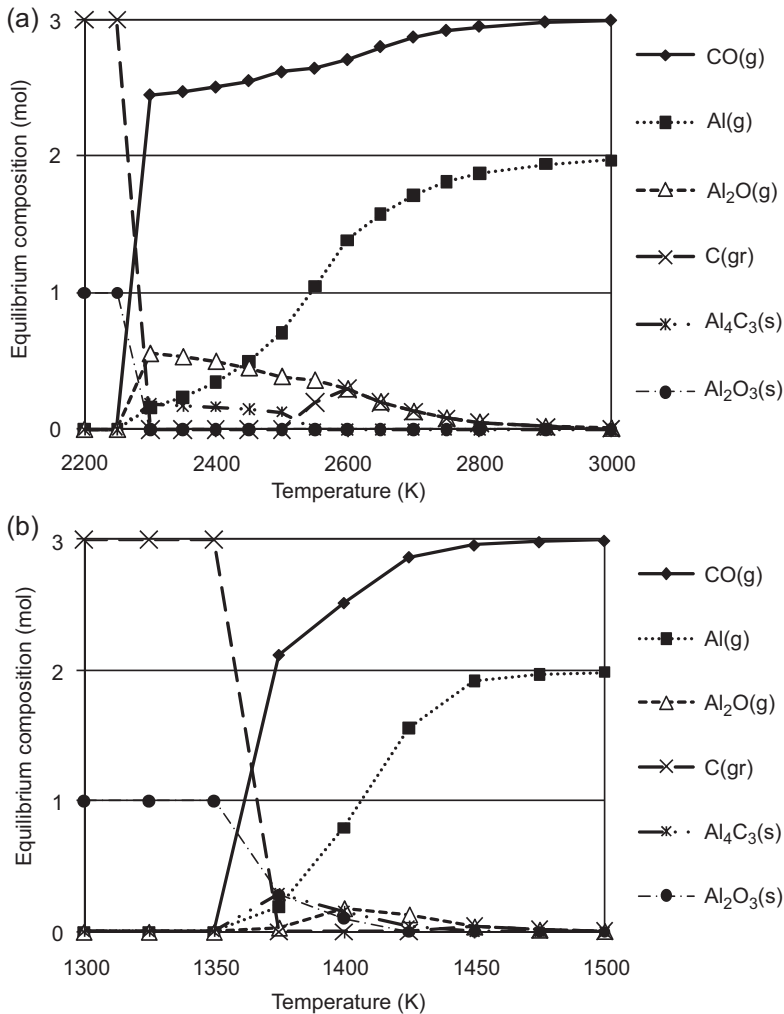 (a)
3
2
1
0
Equilibrium composition (mol)
2200 2400 2600 2800 3000
Temperature (K)
CO(g)
Al(g)
Al₂O(g)
C(gr)
Al₄C₃(s)
Al₂O₃(s)
(b)
3
2
1
0
Equilibrium composition (mol)
1300 1350 1400 1450 1500
Temperature (K)
CO(g)
Al(g)
Al₂O(g)
C(gr)
Al₄C₃(s)
Al₂O₃(s)